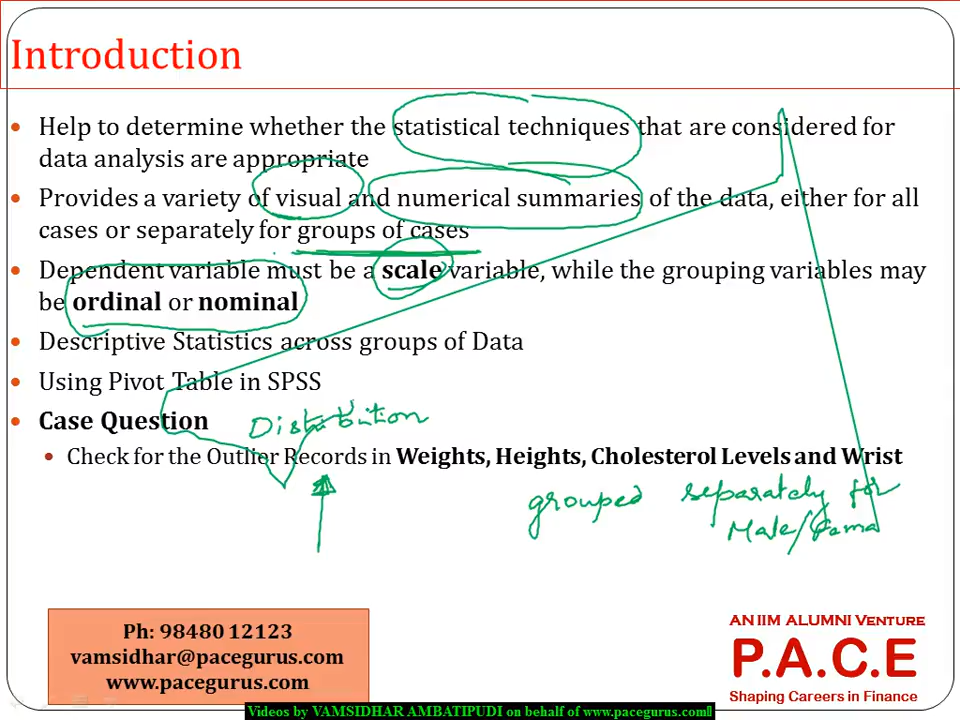 Introduction
• Help to determine whether the statistical techniques that are considered for
data analysis are appropriate
• Provides a variety of visual and numerical summaries of the data, either for all
cases or separately for groups of cases
• Dependent variable must be a scale variable, while the grouping variables may
be ordinal or nominal
• Descriptive Statistics across groups of Data
• Using Pivot Table in SPSS
• Case Question
Distribution
• Check for the Outlier Records in Weights, Heights, Cholesterol Levels and Wrist
grouped separately for
Male/Fema
Ph: 98480 12123
vamsidhar@pacegurus.com
www.pacegurus.com
AN IIM ALUMNI VENTURE
P.A.C.E
Shaping Careers in Finance
Videos by VAMSIDHAR AMBATIPUDI on behalf of www.pacegurus.com